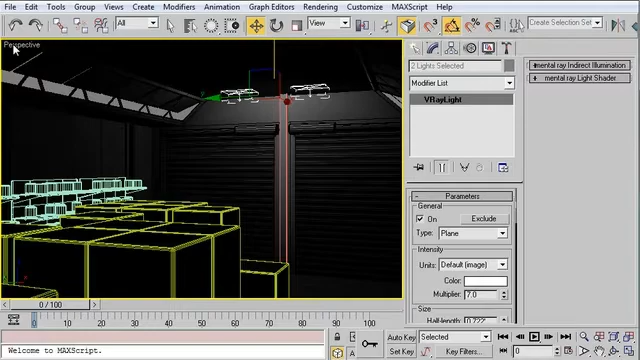 File Edit Tools Group Views Create Modifiers Animation Graph Editors Rendering Customize MAXScript Help
All
View
Create Selection Set
Perspective
y
2 Lights Selected
Modifier List
VRayLight
Parameters
General
On
Exclude
Type: Plane
Intensity
Units: Default (image)
Color:
Multiplier: 7.0
Size
mental ray Indirect Illumination
mental ray Light Shader
0 / 100
0 10 20 30 40 50 60 70 80 90 100
Welcome to MAXScript.
Auto Key
Selected
Set Key
Key Filters...
0